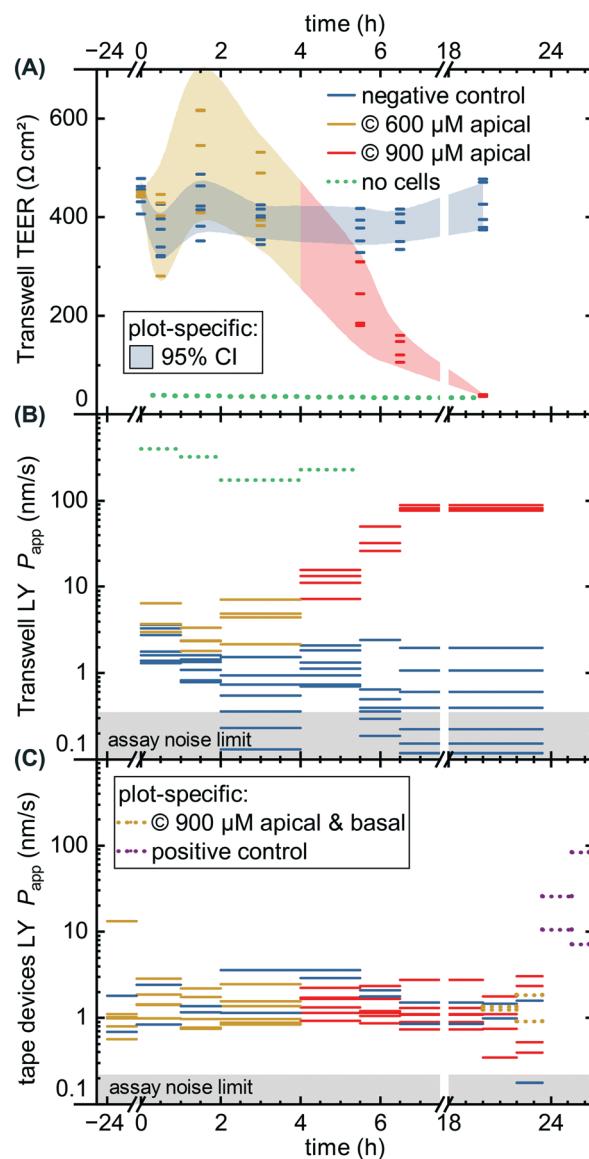 time (h)
−24 0 2 4 6 18 24
(A)
Transwell TEER (Ω cm²)
600
400
200
0
negative control
© 600 µM apical
© 900 µM apical
no cells
plot-specific:
95% CI
(B)
Transwell LY Papp (nm/s)
100
10
1
0.1
assay noise limit
(C)
tape devices LY Papp (nm/s)
plot-specific:
© 900 µM apical & basal
positive control
100
10
1
0.1
assay noise limit
−24 0 2 4 6 18 24
time (h)